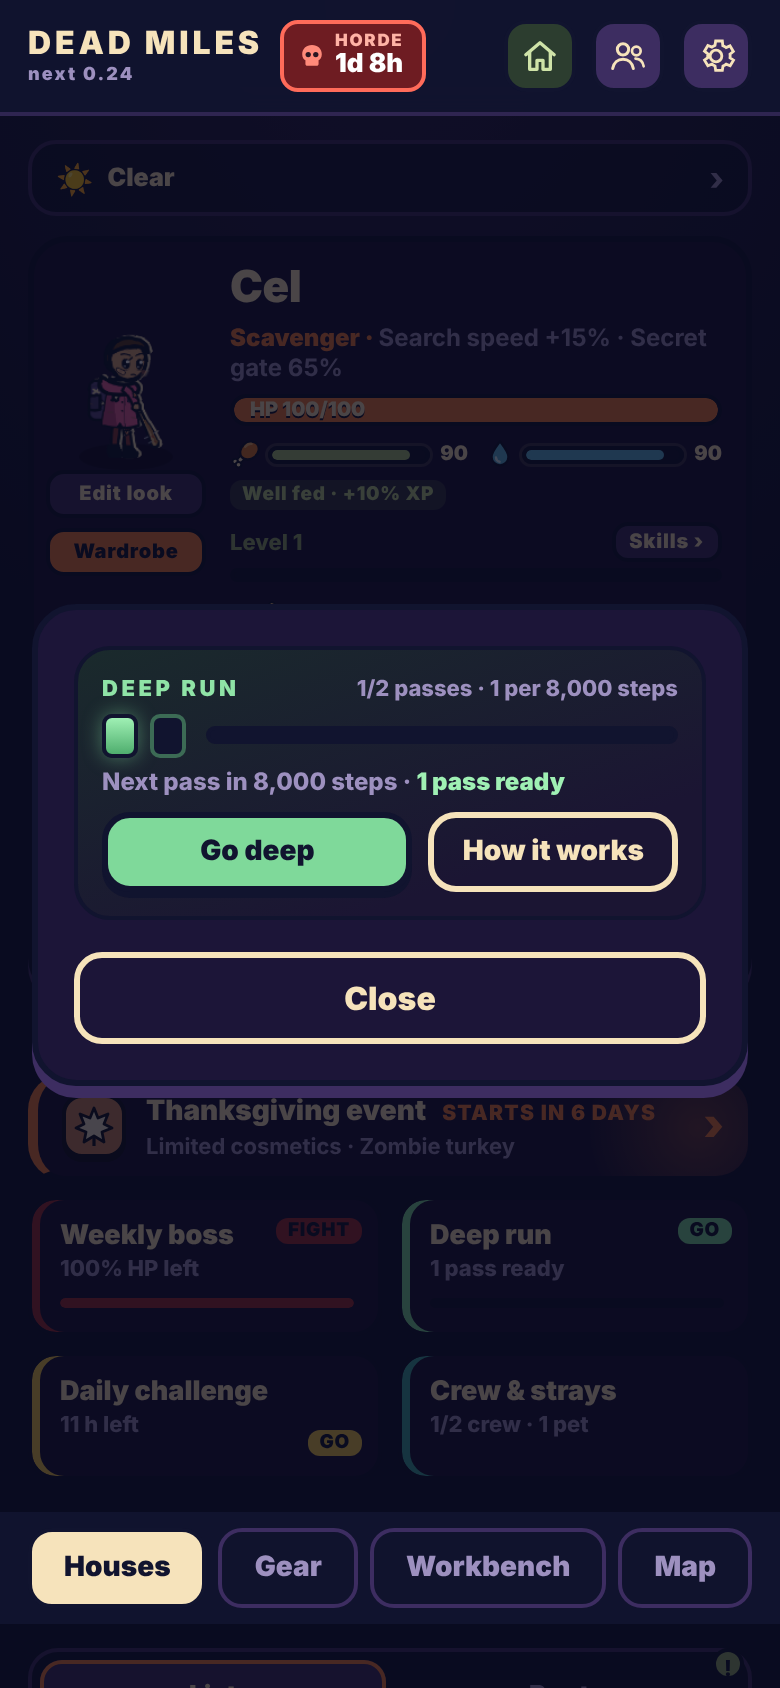 DEAD MILES
next 0.24
HORDE
1d 8h
Clear
Cel
Scavenger · Search speed +15% · Secret
gate 65%
HP 100/100
90
90
Well fed · +10% XP
Edit look
Level 1
Skills ›
Wardrobe
DEEP RUN
1/2 passes · 1 per 8,000 steps
Next pass in 8,000 steps · 1 pass ready
Go deep
How it works
Close
Thanksgiving event STARTS IN 6 DAYS
Limited cosmetics · Zombie turkey
Weekly boss
FIGHT
100% HP left
Deep run
GO
1 pass ready
Daily challenge
11 h left
GO
Crew & strays
1/2 crew · 1 pet
Houses
Gear
Workbench
Map